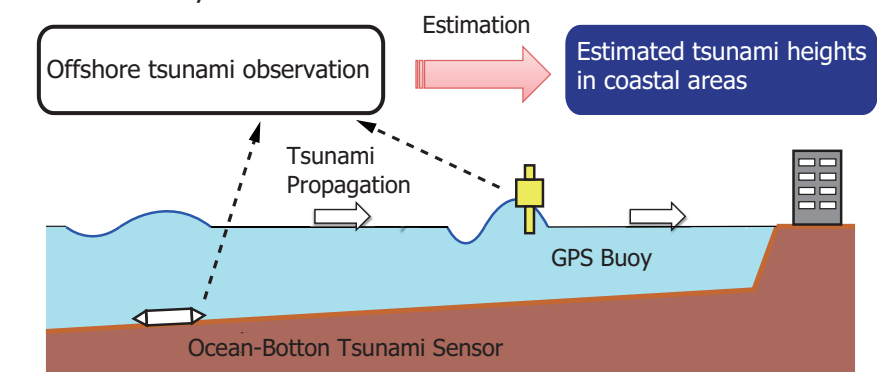 Estimation
Offshore tsunami observation
Estimated tsunami heights
in coastal areas
Tsunami
Propagation
GPS Buoy
Ocean-Botton Tsunami Sensor